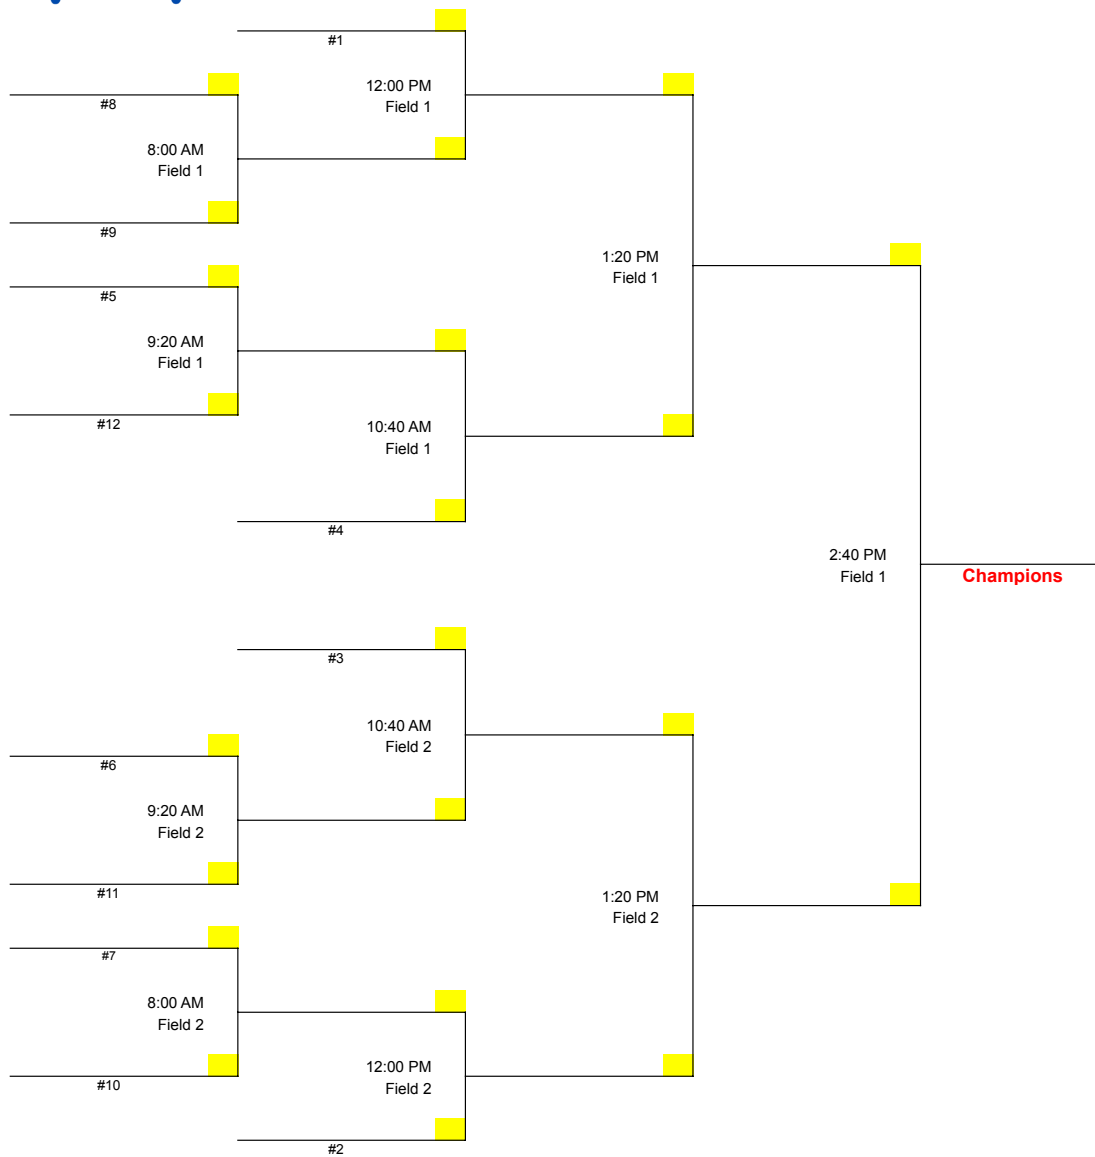 #1
12:00 PM
Field 1
#8
8:00 AM
Field 1
#9
1:20 PM
Field 1
#5
9:20 AM
Field 1
#12
10:40 AM
Field 1
#4
2:40 PM
Field 1
Champions
#3
10:40 AM
Field 2
#6
9:20 AM
Field 2
#11
1:20 PM
Field 2
#7
8:00 AM
Field 2
#10
12:00 PM
Field 2
#2